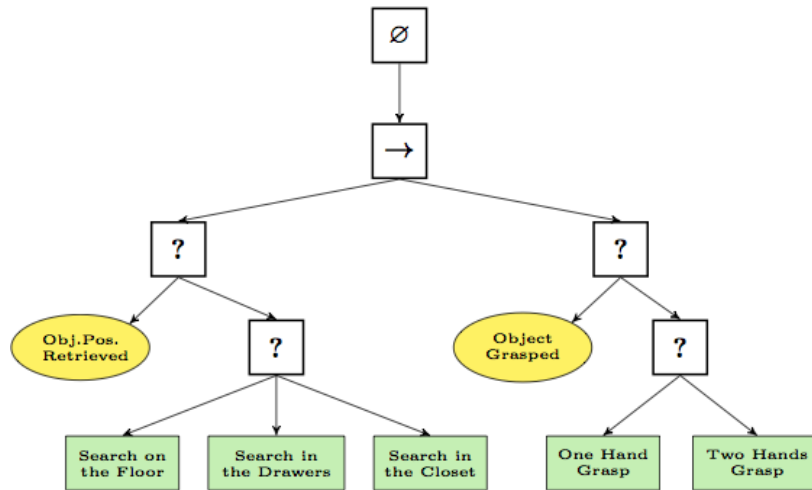 ∅
→
?
?
Obj.Pos.
Retrieved
?
Object
Grasped
?
Search on
the Floor
Search in
the Drawers
Search in
the Closet
One Hand
Grasp
Two Hands
Grasp